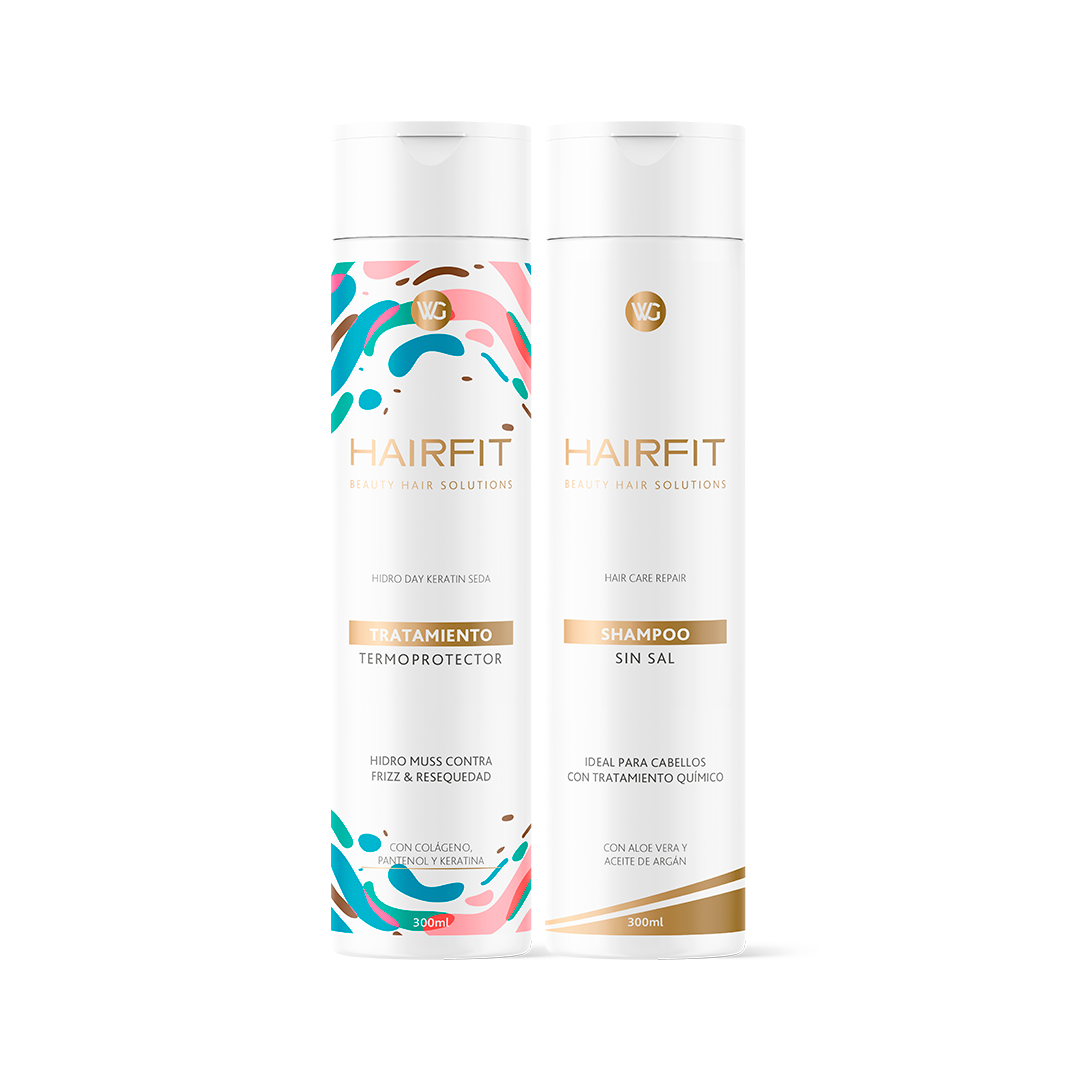 WG
HAIRFIT
BEAUTY HAIR SOLUTIONS
HIDRO DAY KERATIN SEDA
TRATAMIENTO
TERMOPROTECTOR
HIDRO MUSS CONTRA
FRIZZ & RESEQUEDAD
CON COLÁGENO,
PANTENOL Y KERATINA
300ml
WG
HAIRFIT
BEAUTY HAIR SOLUTIONS
HAIR CARE REPAIR
SHAMPOO
SIN SAL
IDEAL PARA CABELLOS
CON TRATAMIENTO QUÍMICO
CON ALOE VERA Y
ACEITE DE ARGÁN
300ml